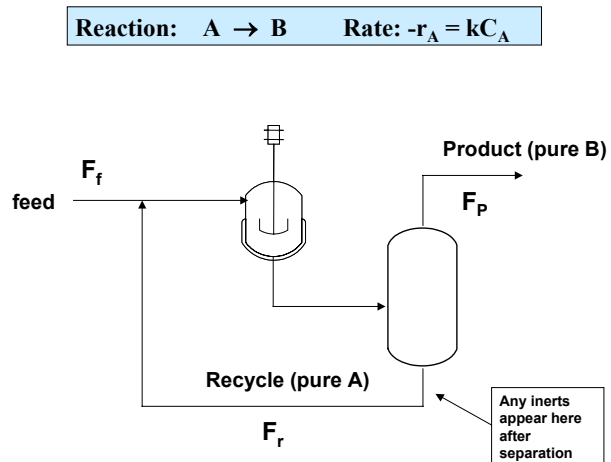 Reaction: A → B Rate: -rA = kCA
Product (pure B)
Ff
feed
FP
Recycle (pure A)
Fr
Any inerts
appear here
after
separation